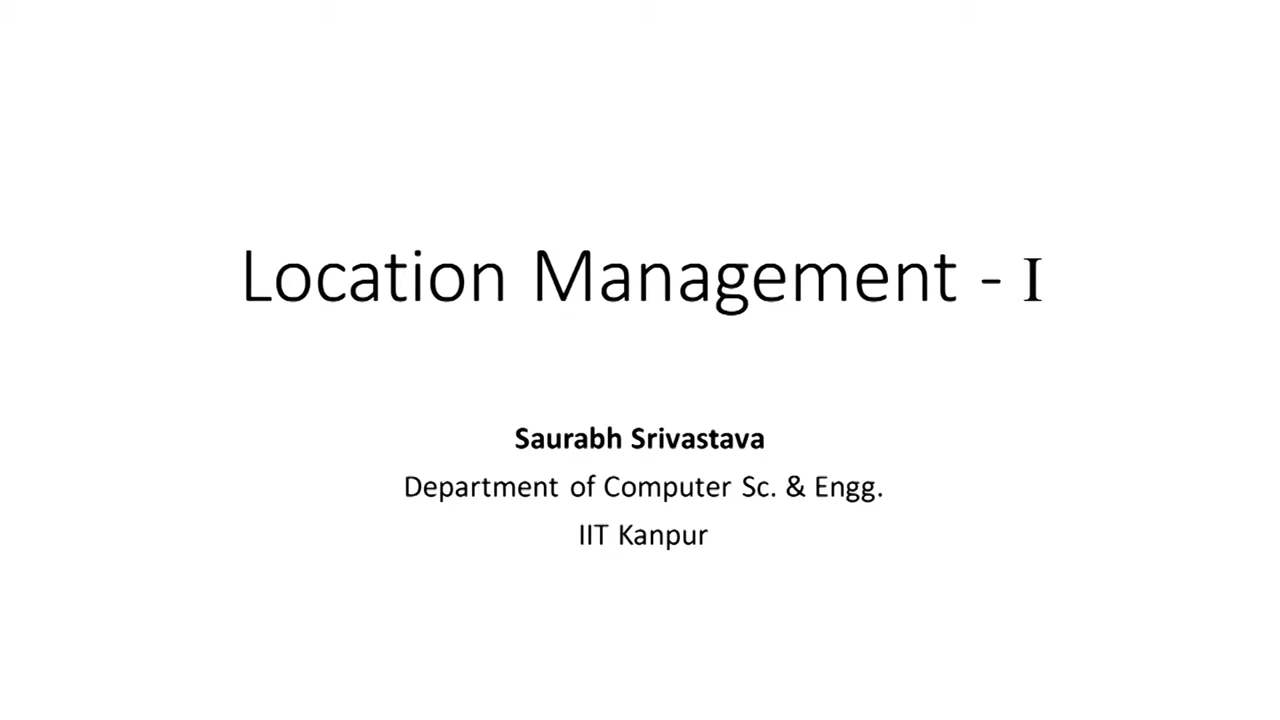 Location Management - I
Saurabh Srivastava
Department of Computer Sc. & Engg.
IIT Kanpur